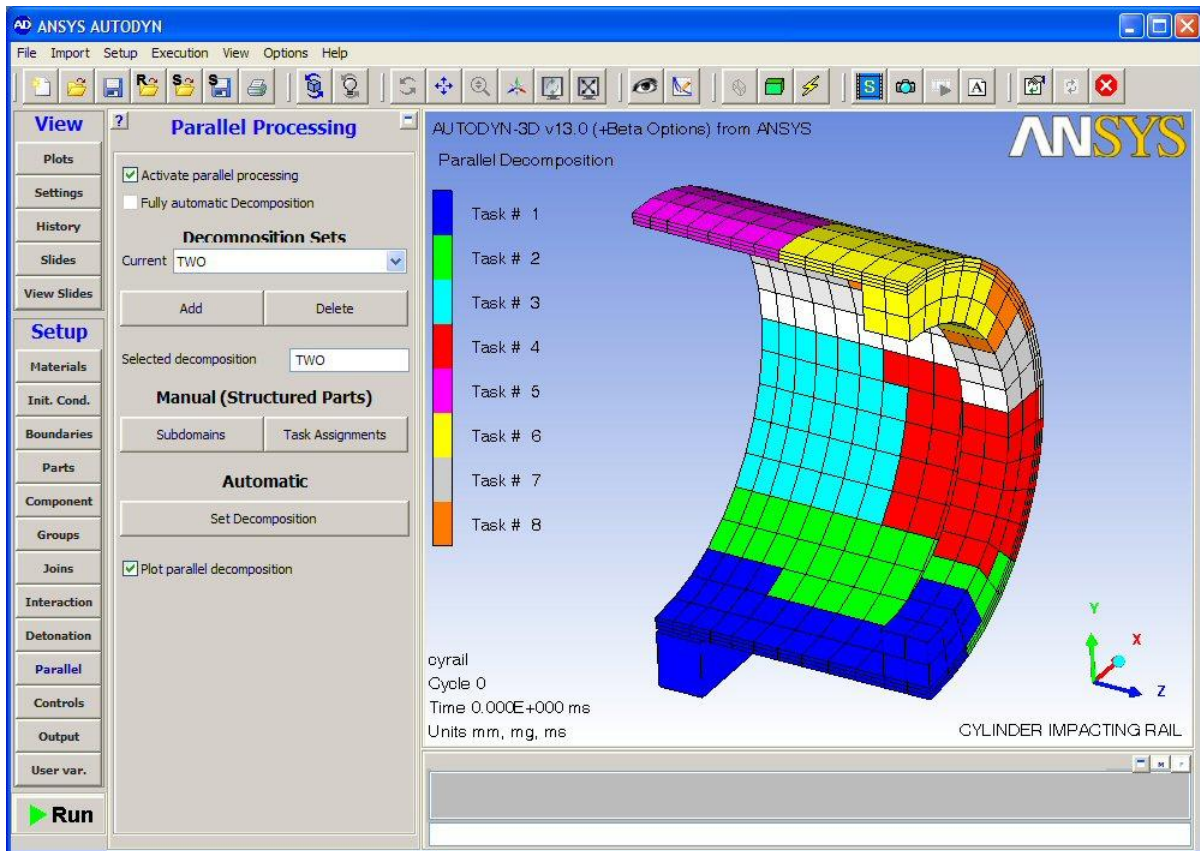 ANSYS AUTODYN
File Import Setup Execution View Options Help
View
Plots
Settings
History
Slides
View Slides
Setup
Materials
Init. Cond.
Boundaries
Parts
Component
Groups
Joins
Interaction
Detonation
Parallel
Controls
Output
User var.
Run
? Parallel Processing
Activate parallel processing
Fully automatic Decomposition
Decomposition Sets
Current TWO
Add Delete
Selected decomposition TWO
Manual (Structured Parts)
Subdomains Task Assignments
Automatic
Set Decomposition
Plot parallel decomposition
AUTODYN-3D v13.0 (+Beta Options) from ANSYS
ANSYS
Parallel Decomposition
Task # 1
Task # 2
Task # 3
Task # 4
Task # 5
Task # 6
Task # 7
Task # 8
Y
X
Z
cyrail
Cycle 0
Time 0.000E+000 ms
Units mm, mg, ms
CYLINDER IMPACTING RAIL